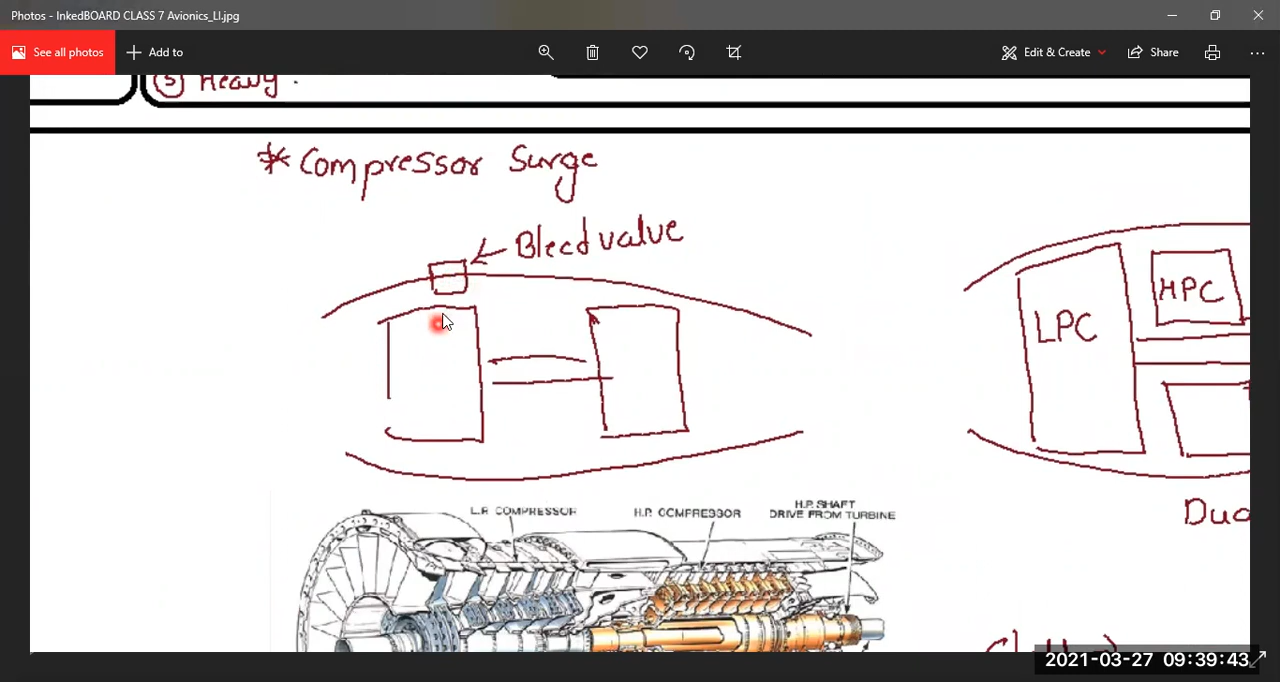 Photos - InkedBOARD CLASS 7 Avionics_LI.jpg
See all photos
Add to
Edit & Create
Share
③ Heavy.
* Compressor Surge
Bleed valve
LPC
HPC
L.P. COMPRESSOR
H.P. COMPRESSOR
H.P. SHAFT
DRIVE FROM TURBINE
2021-03-27 09:39:43